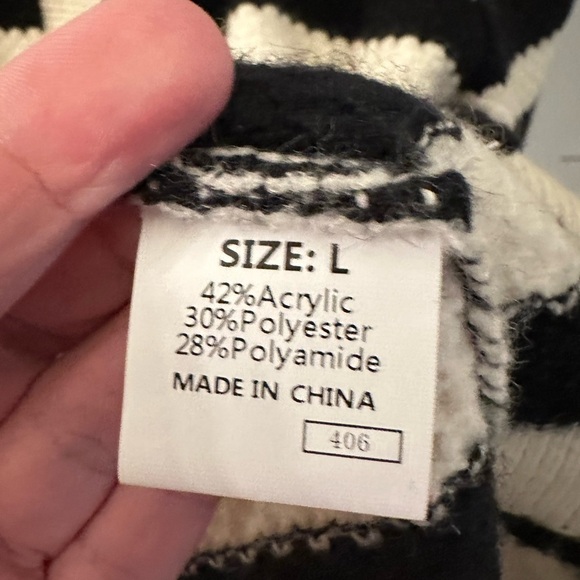 SIZE: L
42%Acrylic
30%Polyester
28%Polyamide
MADE IN CHINA
406